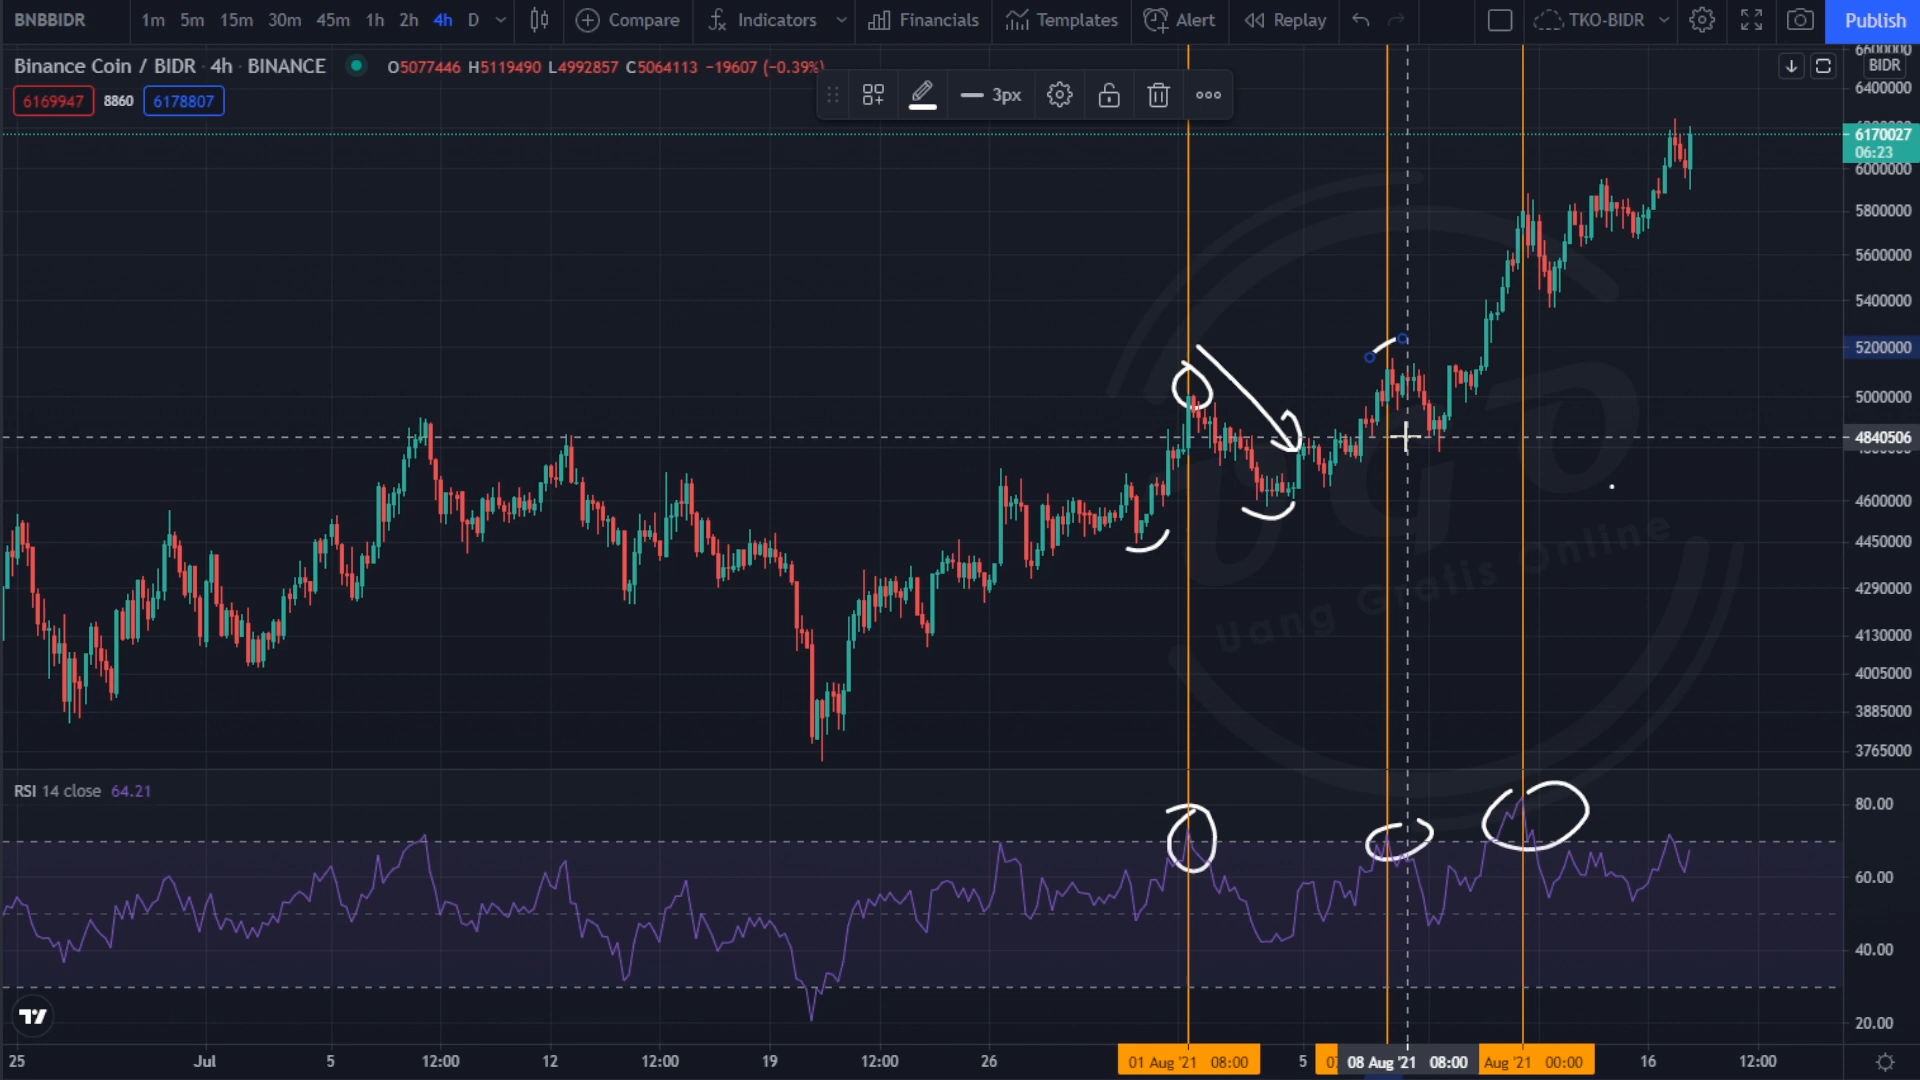 BNBBIDR 1m 5m 15m 30m 45m 1h 2h 4h D Compare Indicators Financials Templates Alert Replay TKO-BIDR Publish
Binance Coin / BIDR · 4h · BINANCE O5077446 H5119490 L4992857 C5064113 −19607 (−0.39%)
6169947 8860 6178807
3px
BIDR
6400000
6170027
06:23
6000000
5800000
5600000
5400000
5200000
5000000
4840506
4600000
4450000
4290000
4130000
4005000
3885000
3765000
ugo
Uang Gratis Online
RSI 14 close 64.21
80.00
60.00
40.00
20.00
25 Jul 5 12:00 12 12:00 19 12:00 26 01 Aug '21 08:00 5 08 Aug '21 08:00 Aug '21 00:00 16 12:00